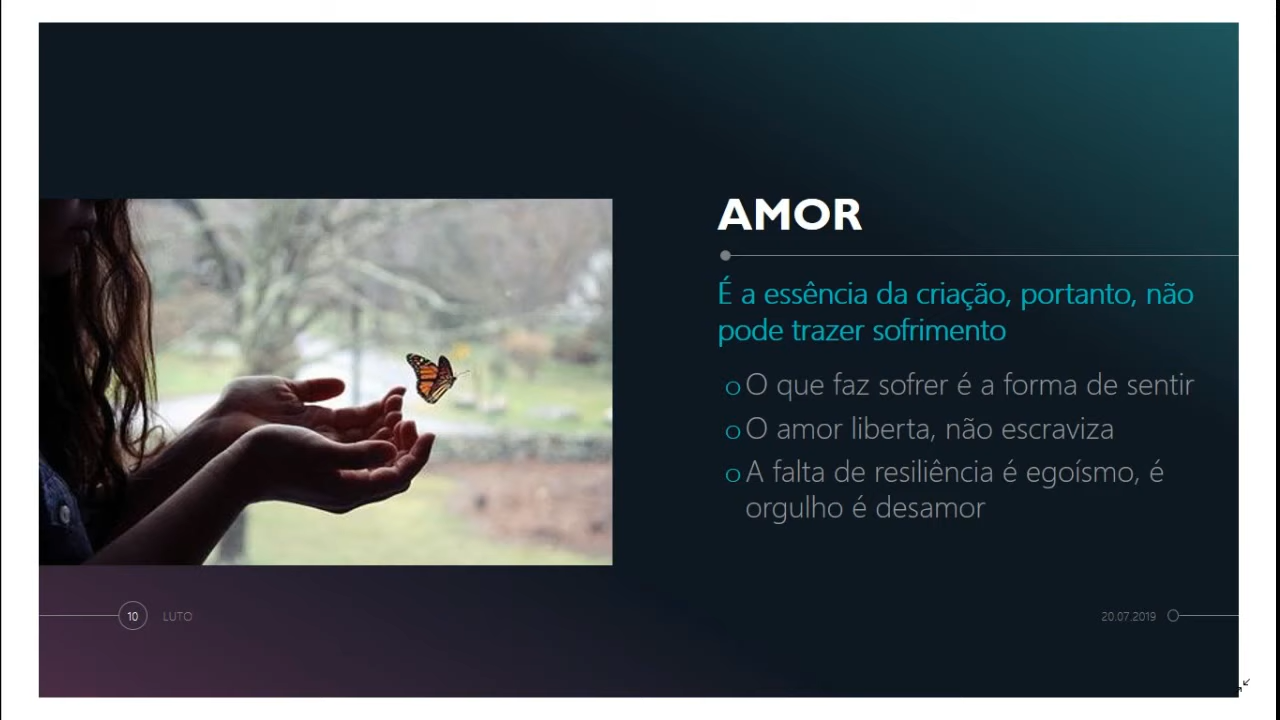 AMOR
É a essência da criação, portanto, não
pode trazer sofrimento
O que faz sofrer é a forma de sentir
O amor liberta, não escraviza
A falta de resiliência é egoísmo, é
orgulho é desamor
10 LUTO
20.07.2019